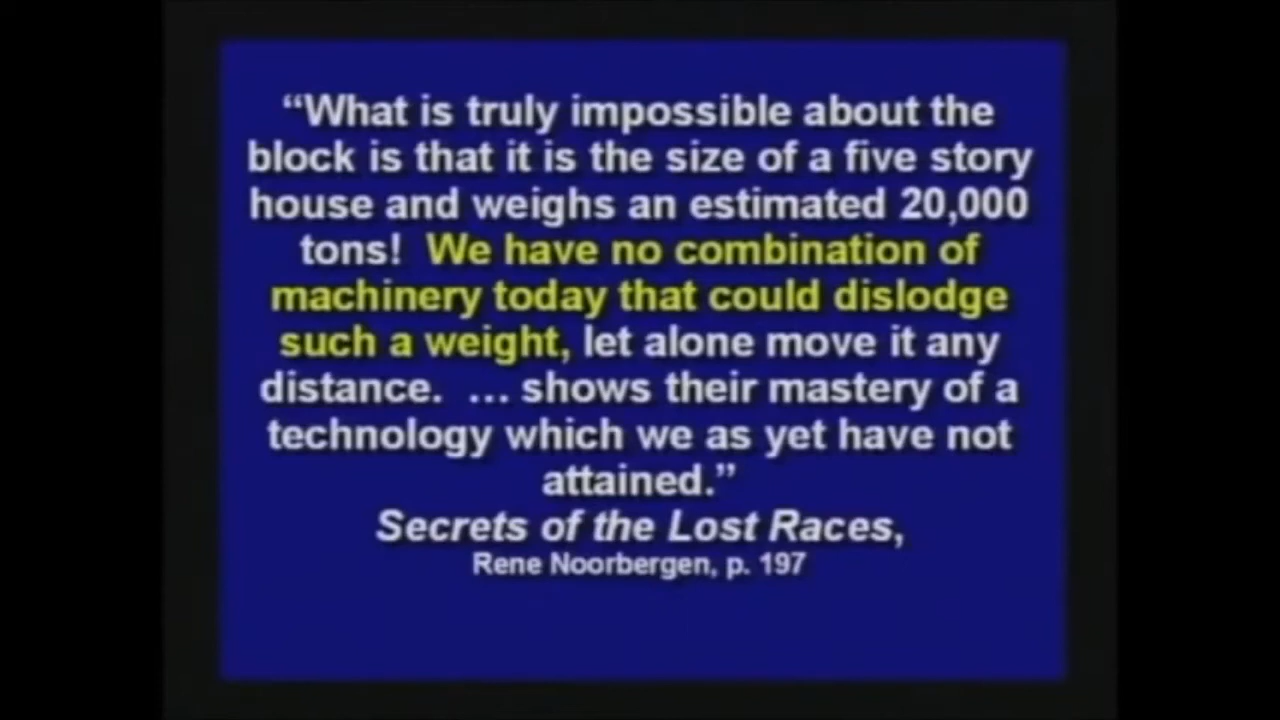 “What is truly impossible about the
block is that it is the size of a five story
house and weighs an estimated 20,000
tons!  We have no combination of
machinery today that could dislodge
such a weight, let alone move it any
distance.  … shows their mastery of a
technology which we as yet have not
attained.”
Secrets of the Lost Races,
Rene Noorbergen, p. 197